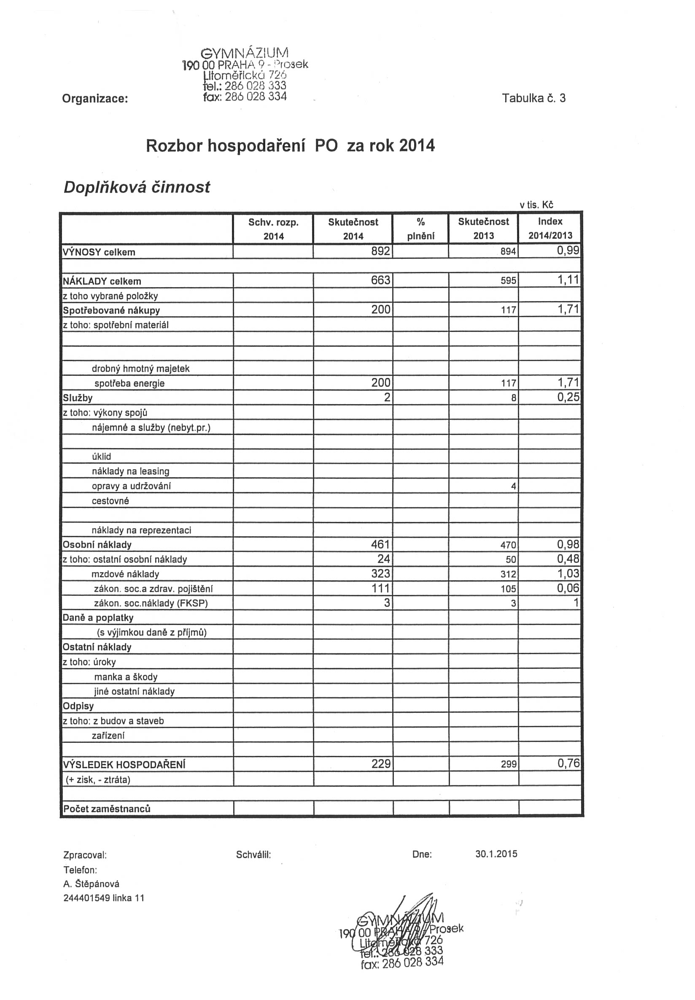 GYMNÁZIUM
190 00 PRAHA 9 - Prosek
Litoměřická 726
tel.: 286 028 333
fax: 286 028 334
Organizace:
Tabulka č. 3
Rozbor hospodaření PO za rok 2014
Doplňková činnost
v tis. Kč
Schv. rozp. 2014 Skutečnost 2014 % plnění Skutečnost 2013 Index 2014/2013
VÝNOSY celkem 892 894 0,99
NÁKLADY celkem 663 595 1,11
z toho vybrané položky
Spotřebované nákupy 200 117 1,71
z toho: spotřební materiál
drobný hmotný majetek
spotřeba energie 200 117 1,71
Služby 2 8 0,25
z toho: výkony spojů
nájemné a služby (nebyt.pr.)
úklid
náklady na leasing
opravy a udržování 4
cestovné
náklady na reprezentaci
Osobní náklady 461 470 0,98
z toho: ostatní osobní náklady 24 50 0,48
mzdové náklady 323 312 1,03
zákon. soc.a zdrav. pojištění 111 105 0,06
zákon. soc.náklady (FKSP) 3 3 1
Daně a poplatky
(s výjimkou daně z příjmů)
Ostatní náklady
z toho: úroky
manka a škody
jiné ostatní náklady
Odpisy
z toho: z budov a staveb
zařízení
VÝSLEDEK HOSPODAŘENÍ 229 299 0,76
(+ zisk, - ztráta)
Počet zaměstnanců
Zpracoval: Schválil: Dne: 30.1.2015
Telefon:
A. Štěpánová
244401549 linka 11
GYMNÁZIUM
190 00 PRAHA 9 - Prosek
Litoměřická 726
tel.: 286 028 333
fax: 286 028 334